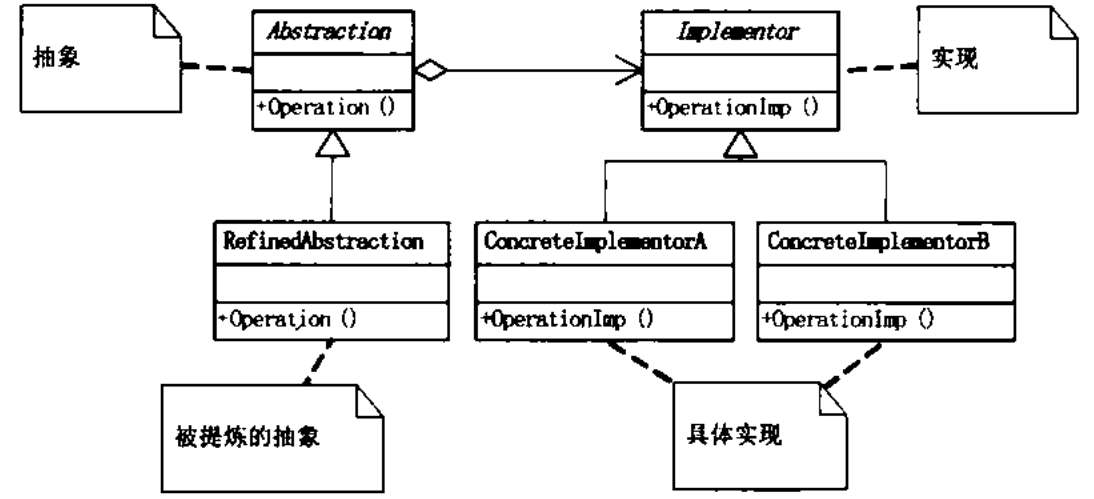 抽象
Abstraction
+Operation ()
Implementor
+OperationImp ()
实现
RefinedAbstraction
+Operation ()
ConcreteImplementorA
+OperationImp ()
ConcreteImplementorB
+OperationImp ()
被提炼的抽象
具体实现